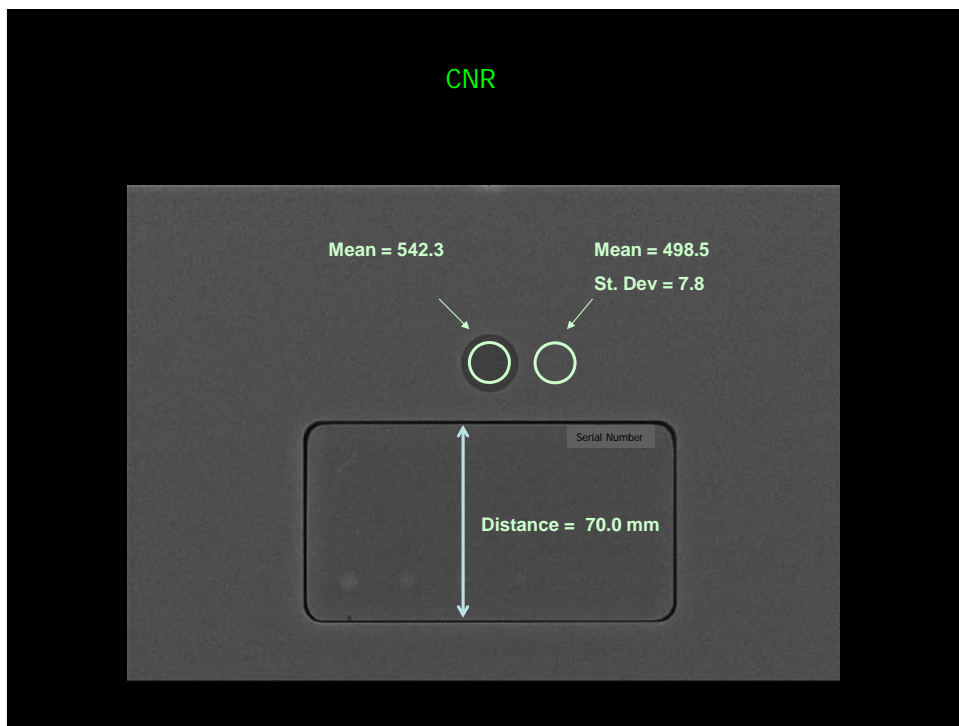 CNR
Mean = 542.3
Mean = 498.5
St. Dev = 7.8
Serial Number
Distance = 70.0 mm